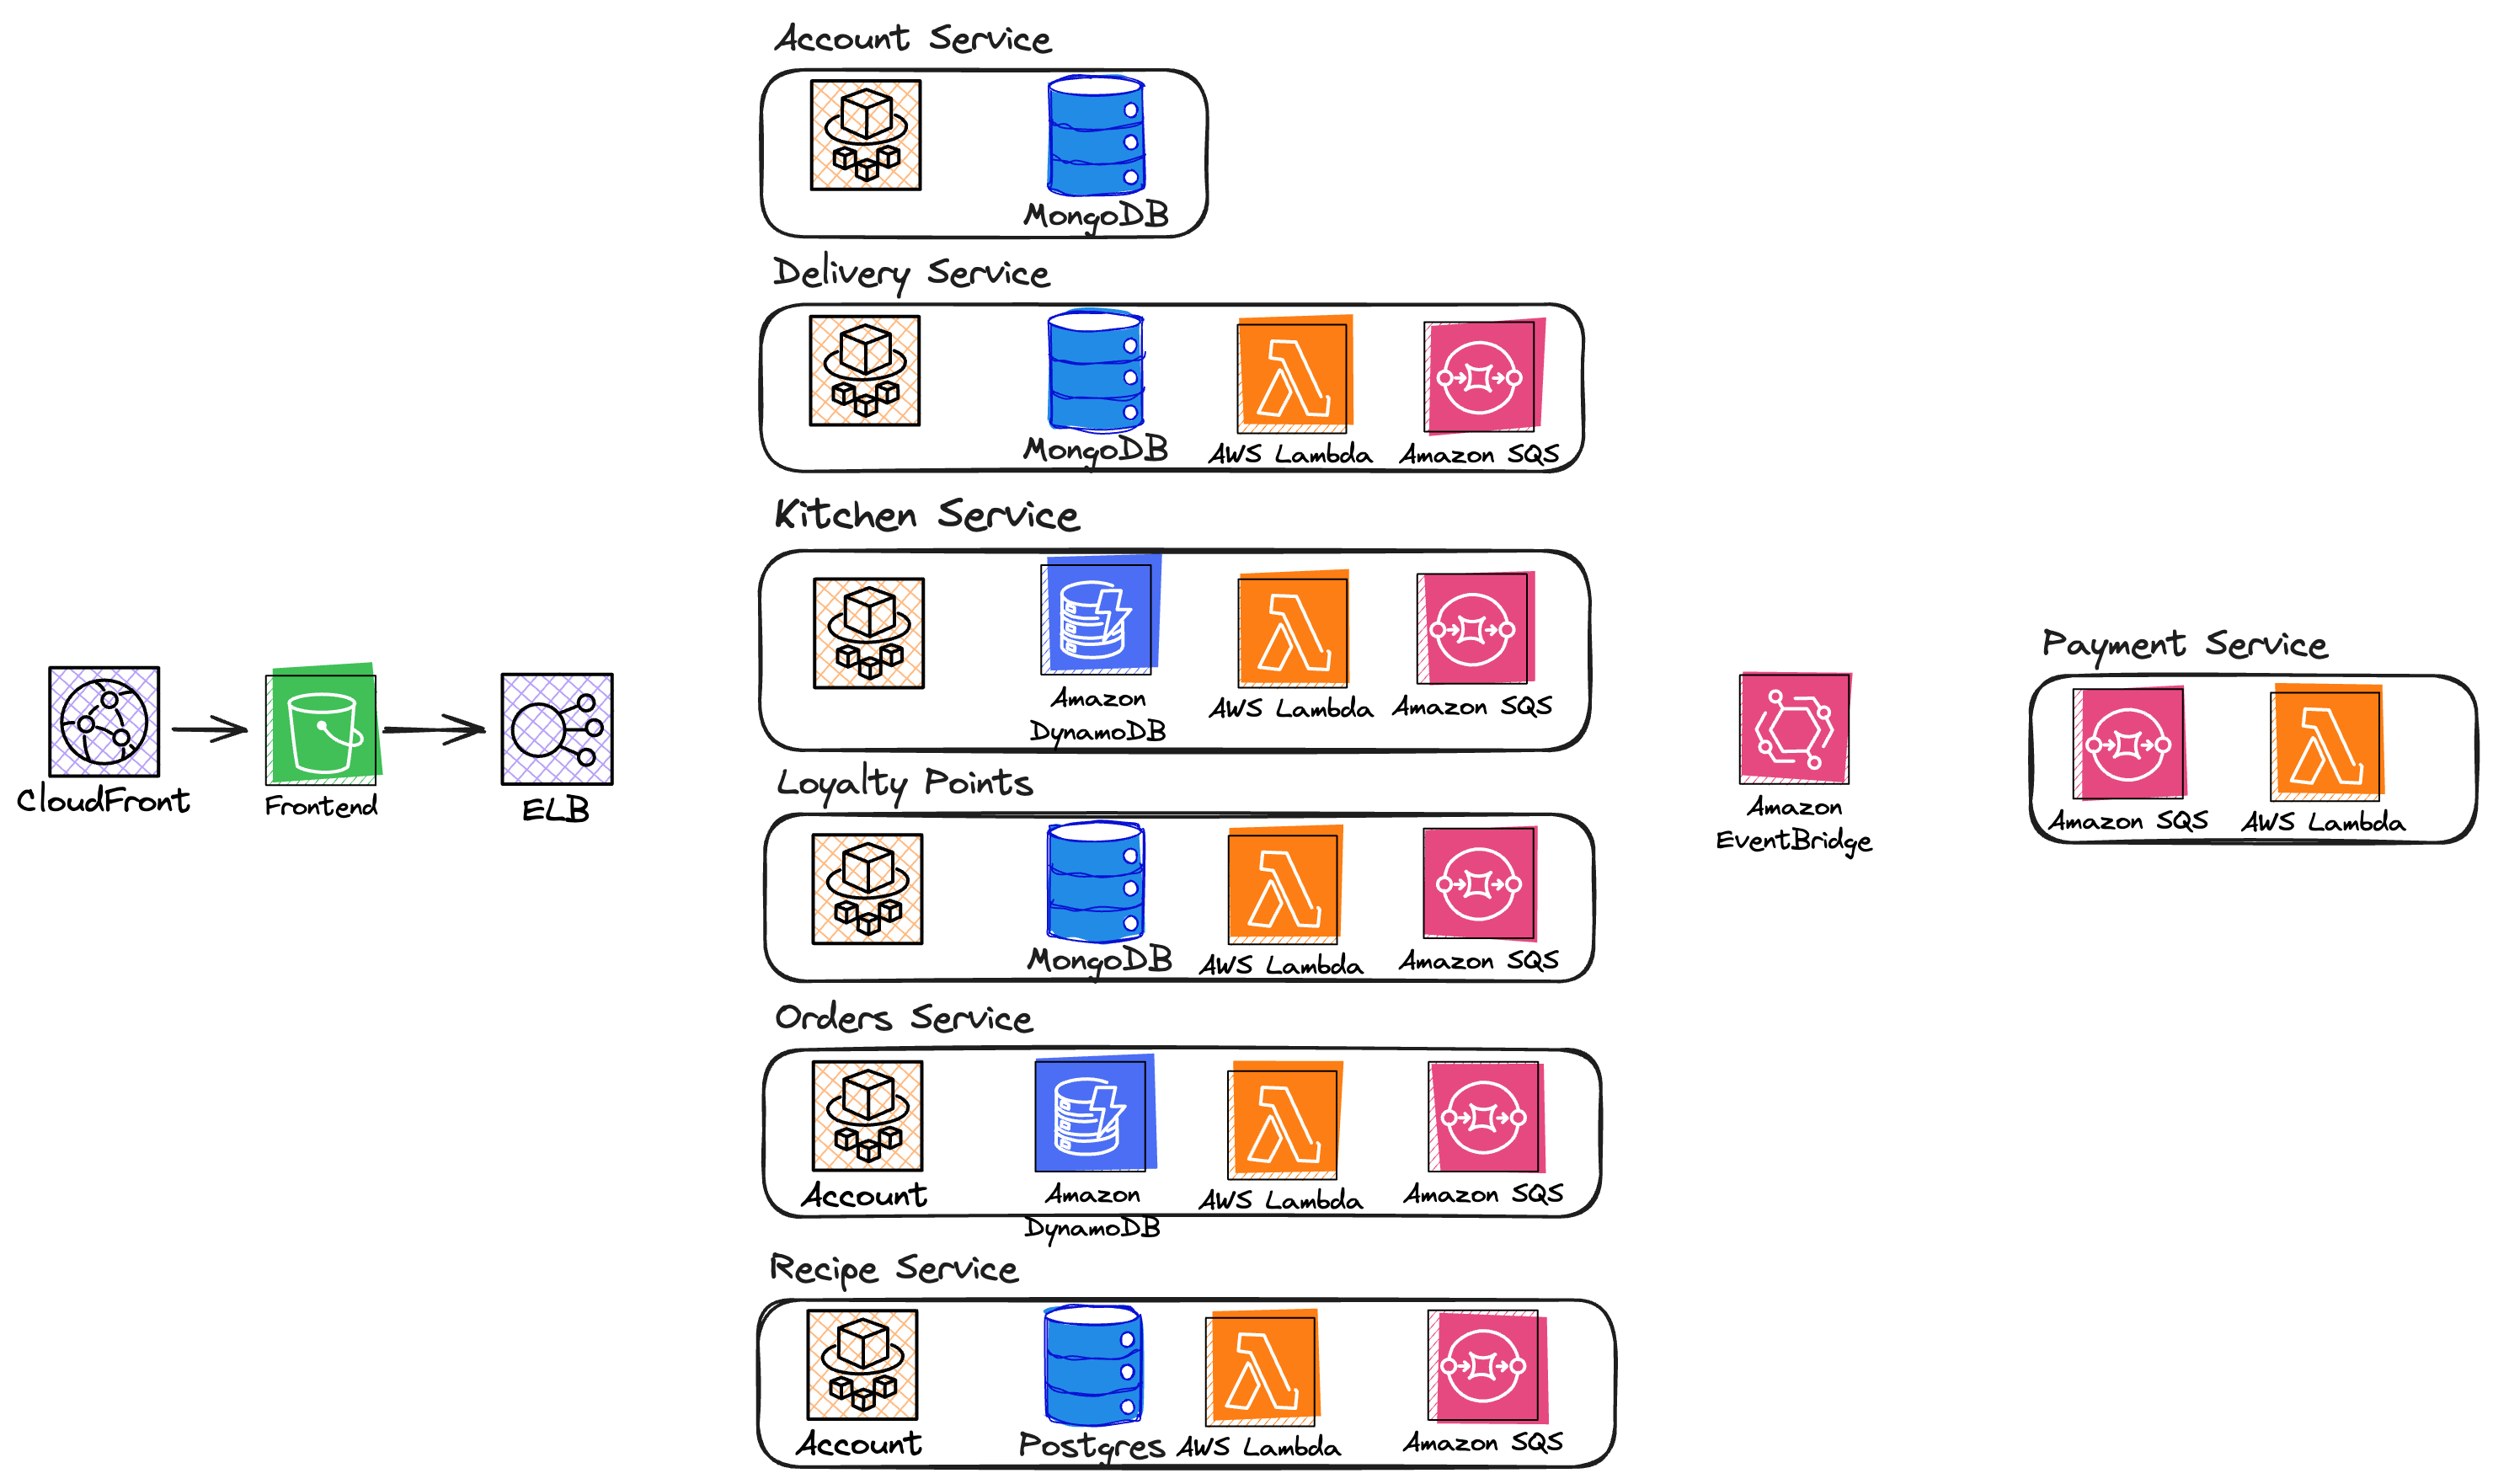 Account Service
MongoDB
Delivery Service
MongoDB
AWS Lambda
Amazon SQS
Kitchen Service
Amazon
DynamoDB
AWS Lambda
Amazon SQS
CloudFront
Frontend
ELB
Loyalty Points
MongoDB
AWS Lambda
Amazon SQS
Amazon
EventBridge
Payment Service
Amazon SQS
AWS Lambda
Orders Service
Account
Amazon
DynamoDB
AWS Lambda
Amazon SQS
Recipe Service
Account
Postgres
AWS Lambda
Amazon SQS